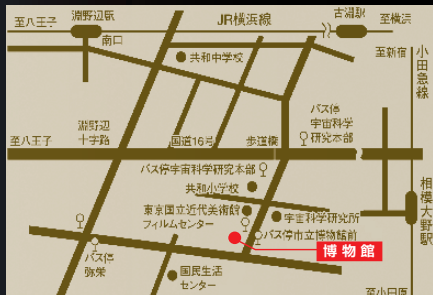 至八王子
淵野辺駅
JR横浜線
古淵駅
至横浜
南口
共和中学校
至新宿
小田急線
淵野辺
十字路
国道16号
歩道橋
バス停
宇宙科学
研究本部
至八王子
バス停宇宙科学研究本部
共和小学校
東京国立近代美術館
フィルムセンター
宇宙科学研究所
バス停市立博物館前
相模大野駅
博物館
バス停
弥栄
国民生活
センター
至小田原